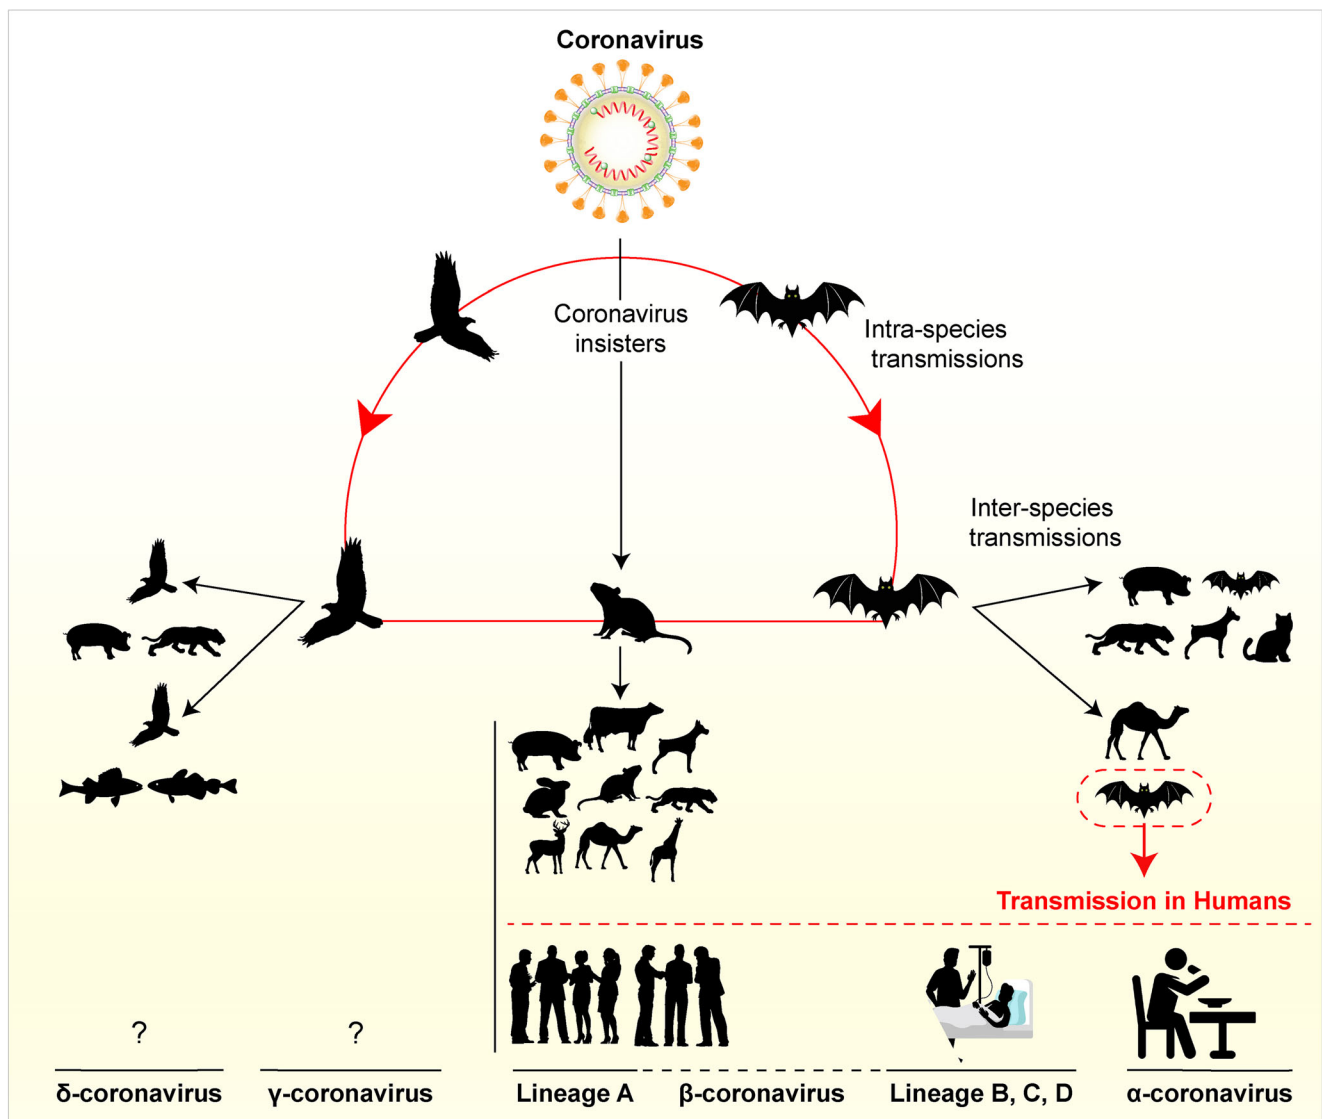 Coronavirus
Coronavirus
insisters
Intra-species
transmissions
Inter-species
transmissions
Transmission in Humans
?
?
δ-coronavirus
γ-coronavirus
Lineage A
β-coronavirus
Lineage B, C, D
α-coronavirus